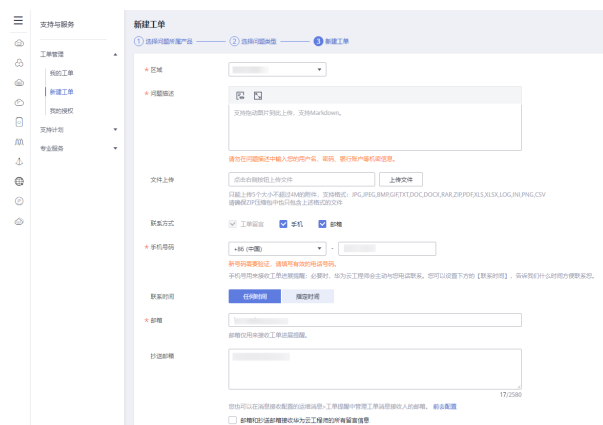 支持与服务
工单管理
我的工单
新建工单
我的授权
支持计划
专业服务
新建工单
1 选择问题所属产品
2 选择问题类型
3 新建工单
* 区域
* 问题描述
支持拖动图片到此上传、支持Markdown。
请勿在问题描述中输入您的用户名、密码、银行账户等机密信息。
文件上传
点击右侧按钮上传文件
上传文件
只能上传5个大小不超过4M的附件、支持格式：JPG,JPEG,BMP,GIF,TXT,DOC,DOCX,RAR,ZIP,PDF,XLS,XLSX,LOG,INI,PNG,CSV
请确保ZIP压缩包中也只包含上述格式的文件
联系方式
工单留言
手机
邮箱
* 手机号码
+86 (中国)
-
新号码需要验证，请填写有效的电话号码。
手机号用来接收工单进展提醒；必要时，华为云工程师会主动与您电话联系。您可以设置下方的【联系时间】，告诉我们什么时间方便联系您。
联系时间
任何时间
指定时间
* 邮箱
邮箱仅用来接收工单进展提醒。
抄送邮箱
17/2580
您也可以在消息接收配置的运维消息>工单提醒中管理工单消息接收人的邮箱。 前去配置
邮箱和抄送邮箱接收华为云工程师的所有留言信息